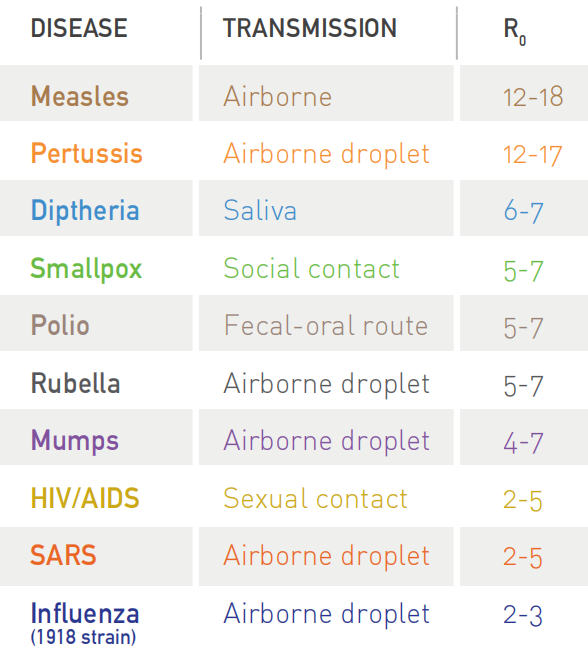 DISEASE TRANSMISSION R0
Measles Airborne 12-18
Pertussis Airborne droplet 12-17
Diptheria Saliva 6-7
Smallpox Social contact 5-7
Polio Fecal-oral route 5-7
Rubella Airborne droplet 5-7
Mumps Airborne droplet 4-7
HIV/AIDS Sexual contact 2-5
SARS Airborne droplet 2-5
Influenza Airborne droplet 2-3
(1918 strain)